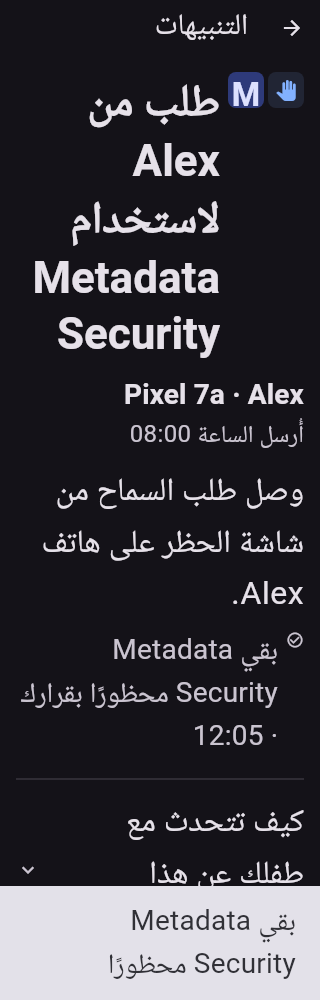 التنبيهات
M
طلب من
Alex
لاستخدام
Metadata
Security
Pixel 7a · Alex
أرسل الساعة 08:00
وصل طلب السماح من
شاشة الحظر على هاتف
Alex.
بقي Metadata
Security محظورًا بقرارك
· 12:05
كيف تتحدث مع
طفلك عن هذا
بقي Metadata
Security محظورًا